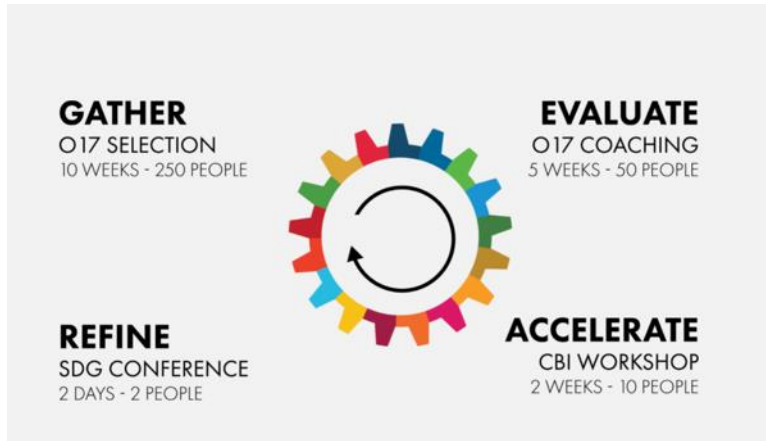 GATHER
O17 SELECTION
10 WEEKS - 250 PEOPLE
EVALUATE
O17 COACHING
5 WEEKS - 50 PEOPLE
REFINE
SDG CONFERENCE
2 DAYS - 2 PEOPLE
ACCELERATE
CBI WORKSHOP
2 WEEKS - 10 PEOPLE